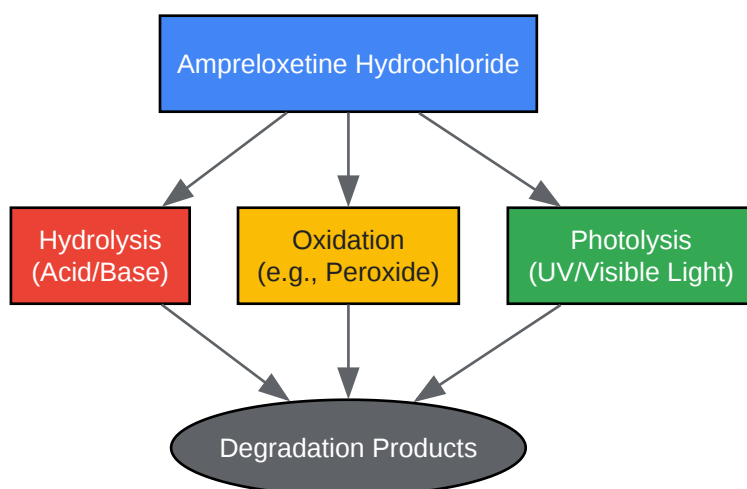 Ampreloxetine Hydrochloride
Hydrolysis
(Acid/Base)
Oxidation
(e.g., Peroxide)
Photolysis
(UV/Visible Light)
Degradation Products